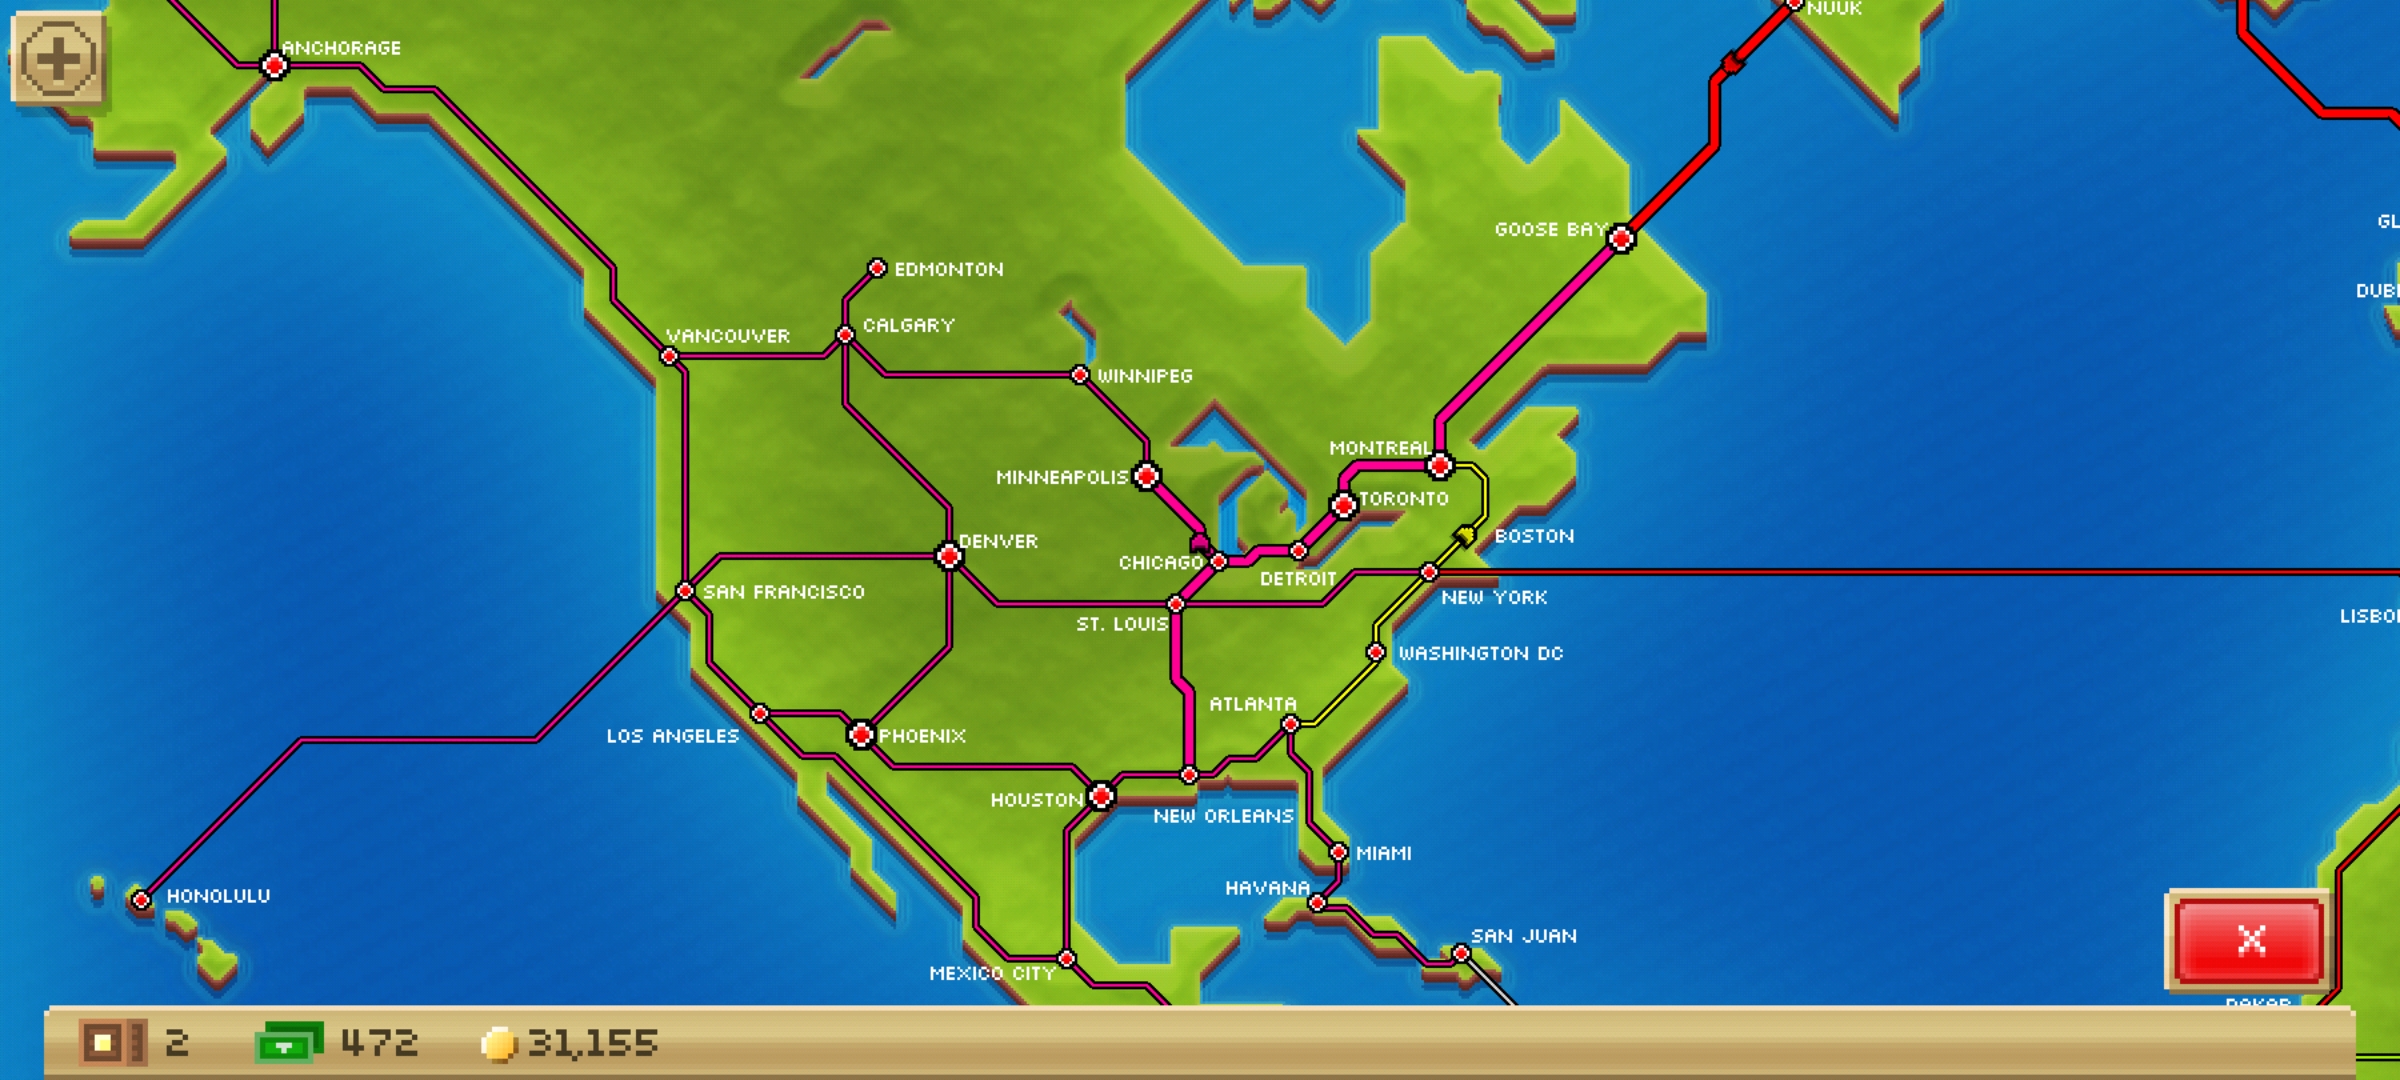 NUUK
ANCHORAGE
GOOSE BAY
EDMONTON
CALGARY
VANCOUVER
WINNIPEG
MONTREAL
MINNEAPOLIS
TORONTO
BOSTON
DENVER
CHICAGO
DETROIT
SAN FRANCISCO
NEW YORK
ST. LOUIS
WASHINGTON DC
ATLANTA
LOS ANGELES
PHOENIX
HOUSTON
NEW ORLEANS
MIAMI
HAVANA
HONOLULU
SAN JUAN
MEXICO CITY
GL
DUB
LISBO
DAKAR
X
2
472
31,155